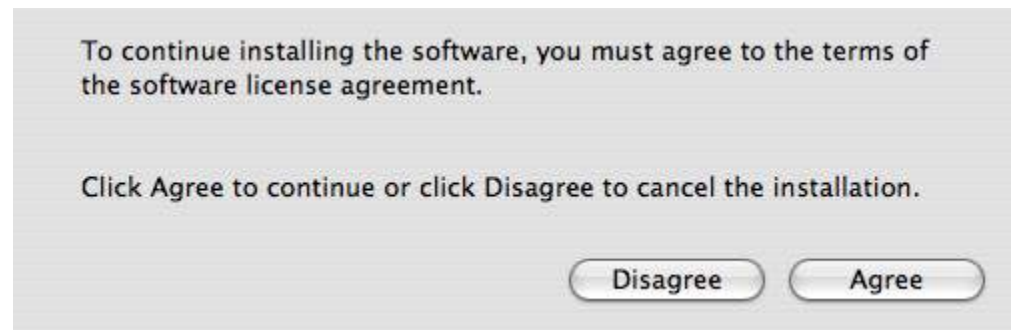 To continue installing the software, you must agree to the terms of
the software license agreement.
Click Agree to continue or click Disagree to cancel the installation.
Disagree Agree